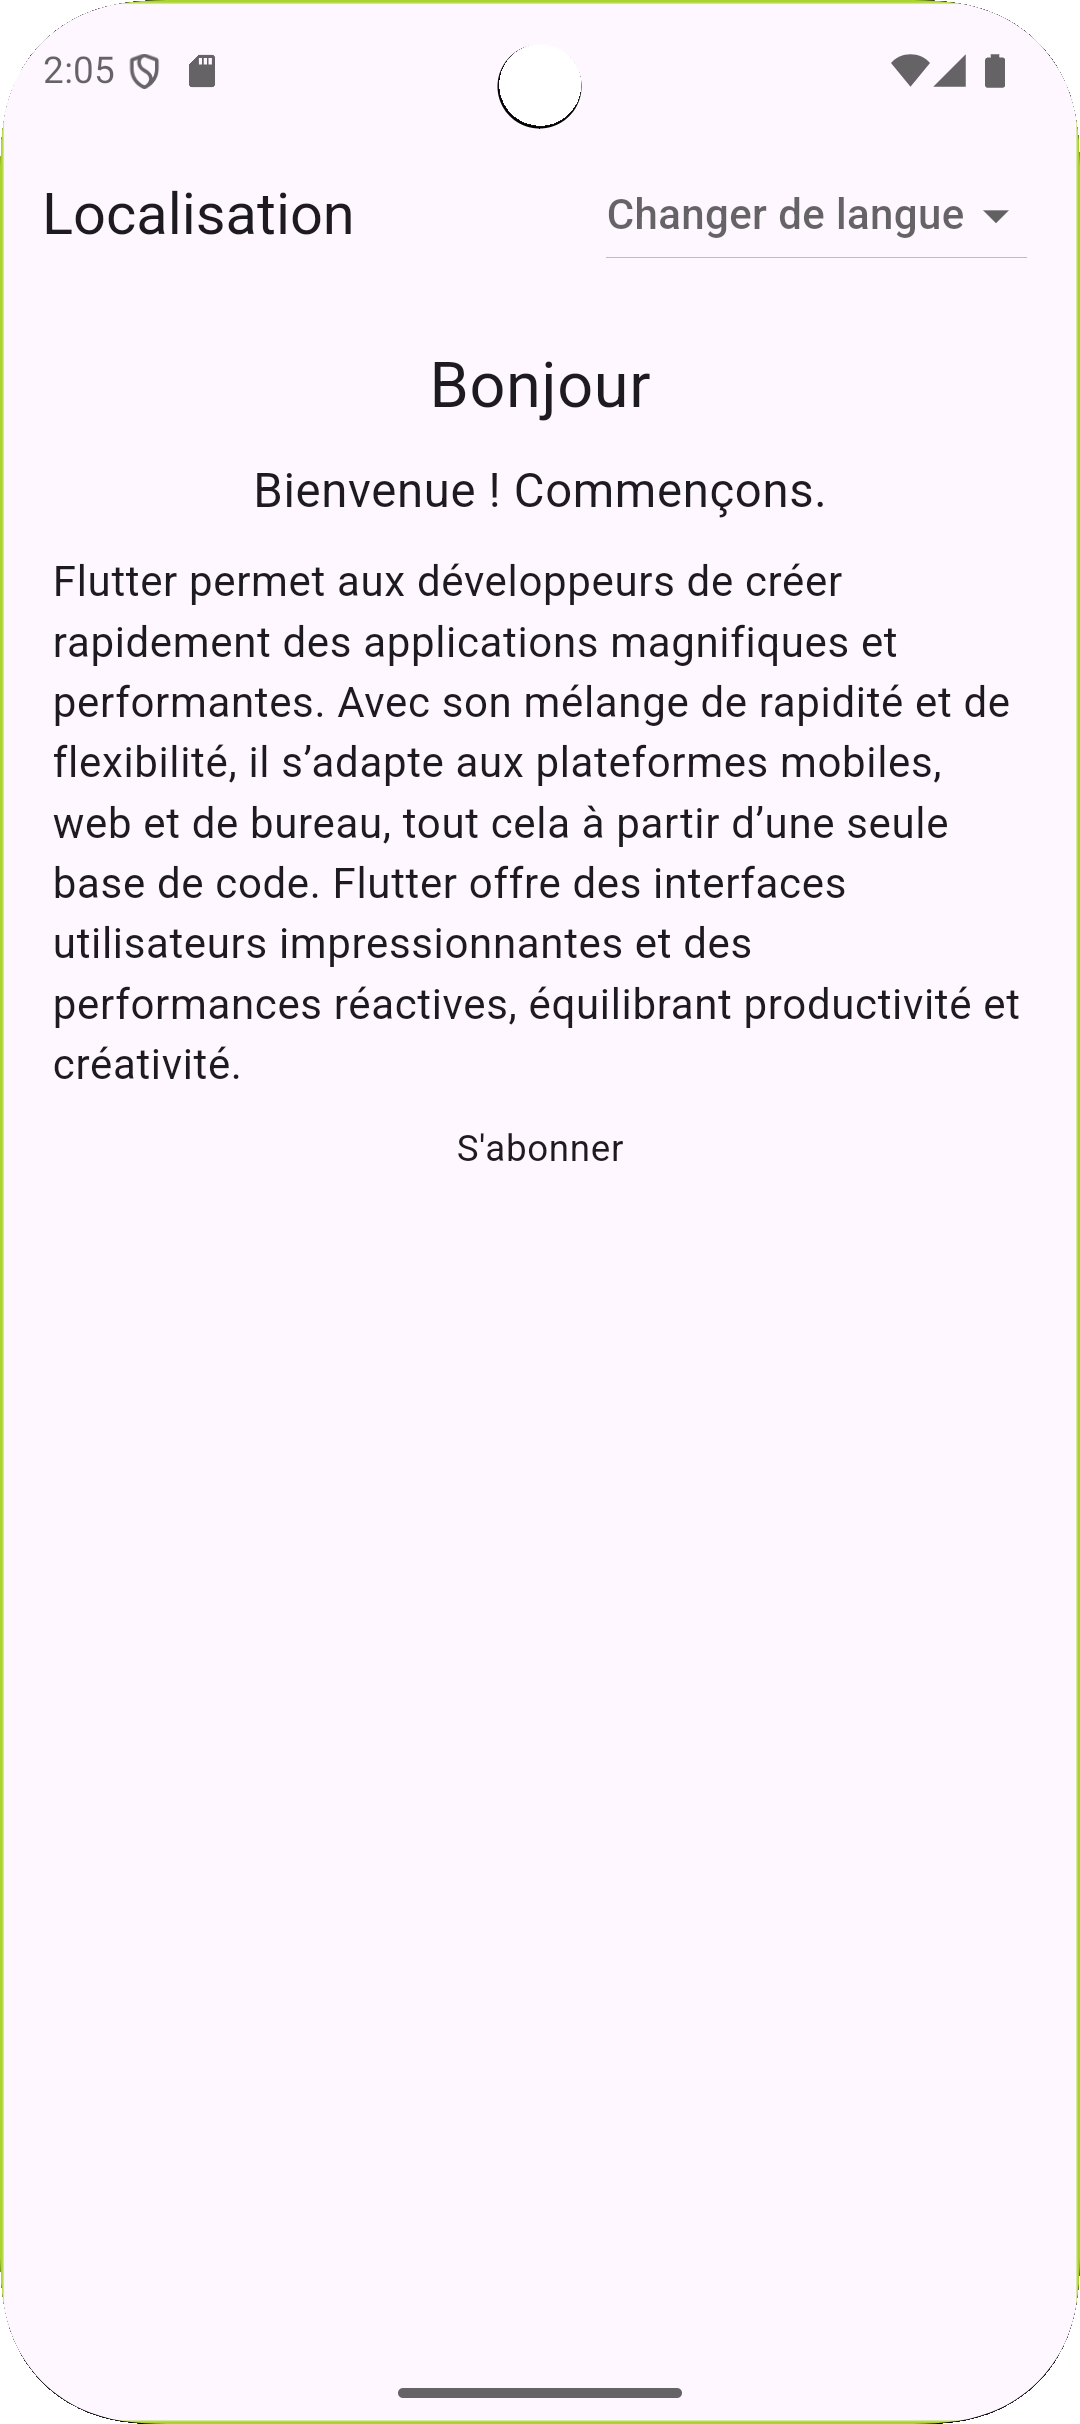 2:05
Localisation
Changer de langue
Bonjour
Bienvenue ! Commençons.
Flutter permet aux développeurs de créer
rapidement des applications magnifiques et
performantes. Avec son mélange de rapidité et de
flexibilité, il s’adapte aux plateformes mobiles,
web et de bureau, tout cela à partir d’une seule
base de code. Flutter offre des interfaces
utilisateurs impressionnantes et des
performances réactives, équilibrant productivité et
créativité.
S'abonner